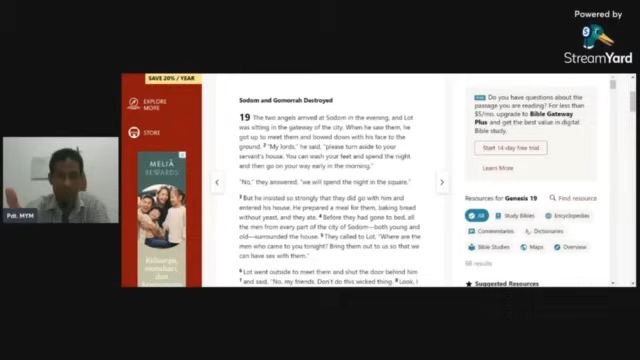 Powered by
StreamYard
SAVE 20% / YEAR
EXPLORE
MORE
STORE
MELIÁ
REWARDS
Keluarga,
dan
Pdt. MYM
Sodom and Gomorrah Destroyed
19 The two angels arrived at Sodom in the evening, and Lot
was sitting in the gateway of the city. When he saw them, he
got up to meet them and bowed down with his face to the
ground. 2 "My lords," he said, "please turn aside to your
servant's house. You can wash your feet and spend the night
and then go on your way early in the morning."
"No," they answered, "we will spend the night in the square."
3 But he insisted so strongly that they did go with him and
entered his house. He prepared a meal for them, baking bread
without yeast, and they ate. 4 Before they had gone to bed, all
the men from every part of the city of Sodom—both young and
old—surrounded the house. 5 They called to Lot, "Where are the
men who came to you tonight? Bring them out to us so that we
can have sex with them."
6 Lot went outside to meet them and shut the door behind him
7 and said, "No, my friends. Don't do this wicked thing. 8 Look, I
Do you have questions about the
passage you are reading? For less than
$5/mo. upgrade to Bible Gateway
Plus and get the best value in digital
Bible study.
Start 14-day free trial
Learn More
Resources for Genesis 19
Find resource
All
Study Bibles
Encyclopedias
Commentaries
Dictionaries
Bible Studies
Maps
Overview
68 results
Suggested Resources